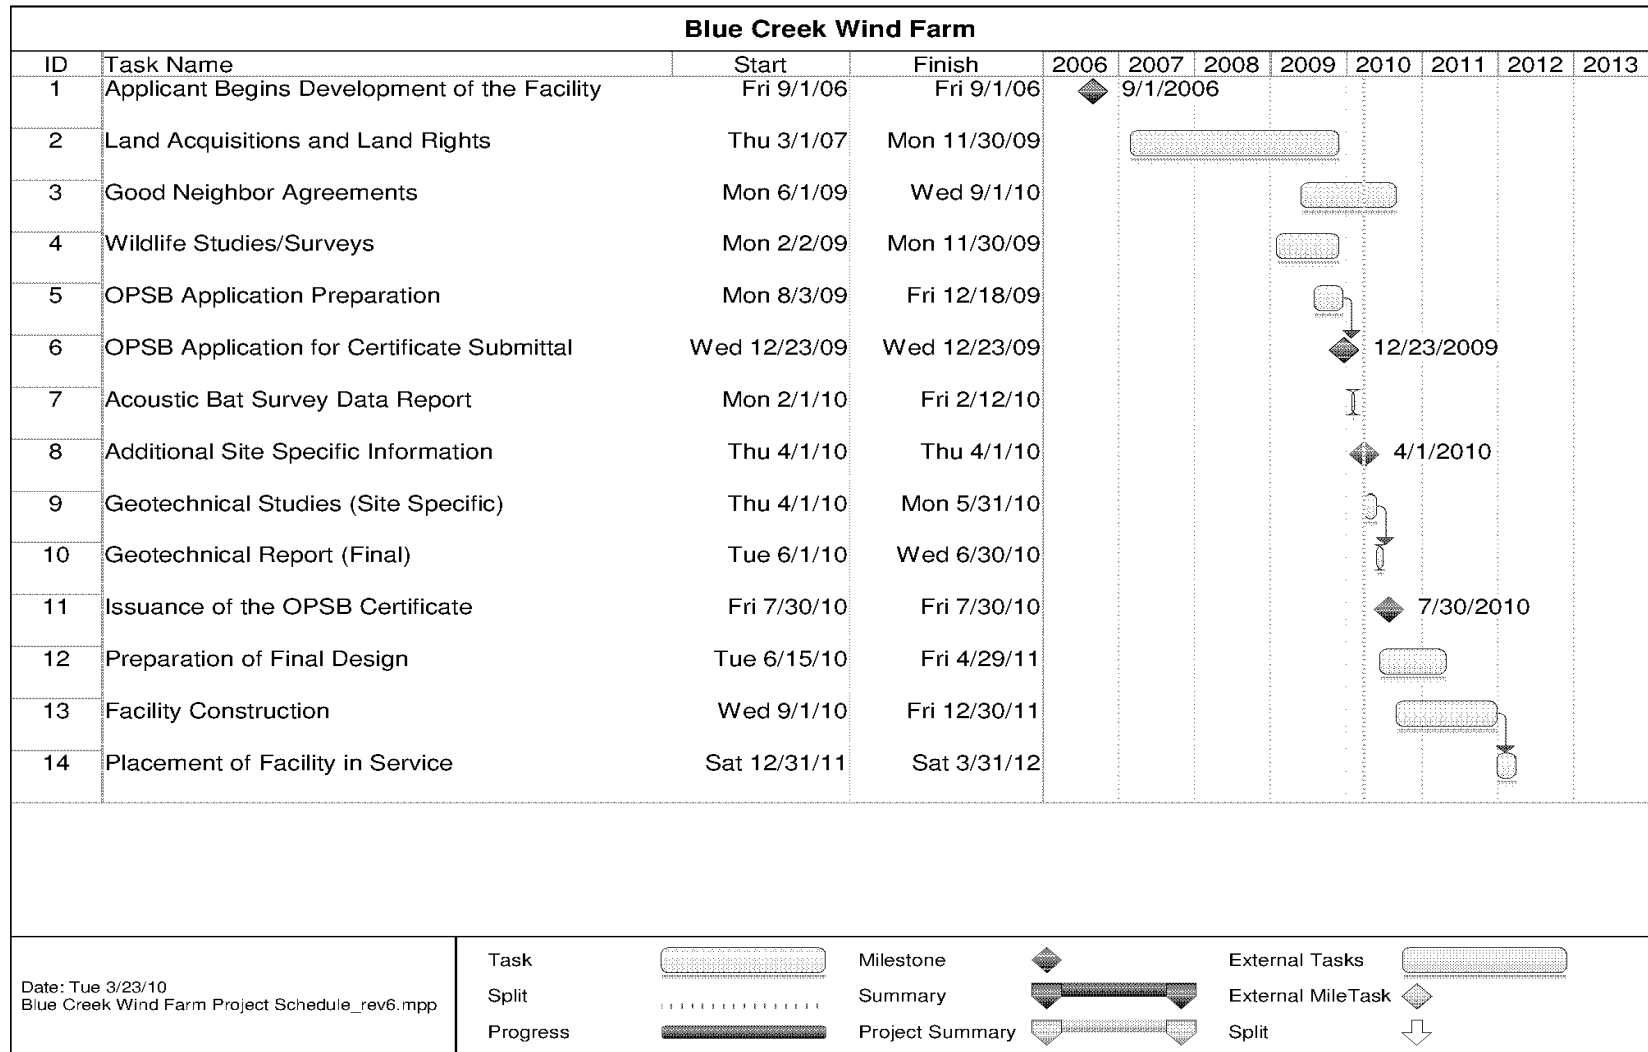 Blue Creek Wind Farm
ID Task Name Start Finish 2006 2007 2008 2009 2010 2011 2012 2013
1 Applicant Begins Development of the Facility Fri 9/1/06 Fri 9/1/06 9/1/2006
2 Land Acquisitions and Land Rights Thu 3/1/07 Mon 11/30/09
3 Good Neighbor Agreements Mon 6/1/09 Wed 9/1/10
4 Wildlife Studies/Surveys Mon 2/2/09 Mon 11/30/09
5 OPSB Application Preparation Mon 8/3/09 Fri 12/18/09
6 OPSB Application for Certificate Submittal Wed 12/23/09 Wed 12/23/09 12/23/2009
7 Acoustic Bat Survey Data Report Mon 2/1/10 Fri 2/12/10
8 Additional Site Specific Information Thu 4/1/10 Thu 4/1/10 4/1/2010
9 Geotechnical Studies (Site Specific) Thu 4/1/10 Mon 5/31/10
10 Geotechnical Report (Final) Tue 6/1/10 Wed 6/30/10
11 Issuance of the OPSB Certificate Fri 7/30/10 Fri 7/30/10 7/30/2010
12 Preparation of Final Design Tue 6/15/10 Fri 4/29/11
13 Facility Construction Wed 9/1/10 Fri 12/30/11
14 Placement of Facility in Service Sat 12/31/11 Sat 3/31/12
Date: Tue 3/23/10
Blue Creek Wind Farm Project Schedule_rev6.mpp
Task Milestone External Tasks
Split Summary External MileTask
Progress Project Summary Split